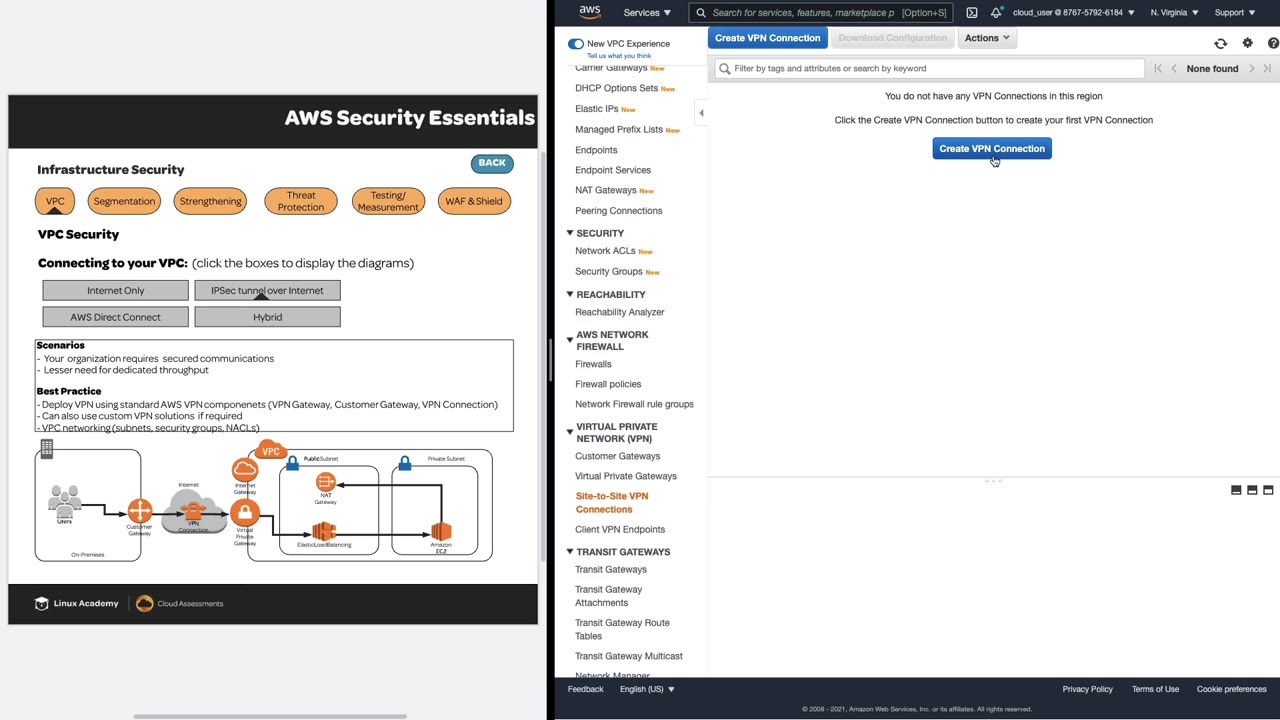 AWS Security Essentials
Infrastructure Security
BACK
VPC
Segmentation
Strengthening
Threat
Protection
Testing/
Measurement
WAF & Shield
VPC Security
Connecting to your VPC: (click the boxes to display the diagrams)
Internet Only
IPSec tunnel over Internet
AWS Direct Connect
Hybrid
Scenarios
- Your organization requires secured communications
- Lesser need for dedicated throughput
Best Practice
- Deploy VPN using standard AWS VPN componenets (VPN Gateway, Customer Gateway, VPN Connection)
- Can also use custom VPN solutions if required
- VPC networking (subnets, security groups, NACLs)
VPC
Public Subnet
Private Subnet
Internet
Gateway
NAT
Gateway
Internet
Users
Customer
Gateway
VPN
Connection
Virtual
Private
Gateway
ElasticLoadBalancing
Amazon
EC2
On-Premises
Linux Academy
Cloud Assessments
aws
Services
Search for services, features, marketplace p
[Option+S]
cloud_user @ 8767-5792-6184
N. Virginia
Support
New VPC Experience
Tell us what you think
Carrier Gateways New
DHCP Option Sets New
Elastic IPs New
Managed Prefix Lists New
Endpoints
Endpoint Services
NAT Gateways New
Peering Connections
SECURITY
Network ACLs New
Security Groups New
REACHABILITY
Reachability Analyzer
AWS NETWORK
FIREWALL
Firewalls
Firewall policies
Network Firewall rule groups
VIRTUAL PRIVATE
NETWORK (VPN)
Customer Gateways
Virtual Private Gateways
Site-to-Site VPN
Connections
Client VPN Endpoints
TRANSIT GATEWAYS
Transit Gateways
Transit Gateway
Attachments
Transit Gateway Route
Tables
Transit Gateway Multicast
Network Manager
Create VPN Connection
Download Configuration
Actions
Filter by tags and attributes or search by keyword
None found
You do not have any VPN Connections in this region
Click the Create VPN Connection button to create your first VPN Connection
Create VPN Connection
Feedback
English (US)
Privacy Policy
Terms of Use
Cookie preferences
© 2008 - 2021, Amazon Web Services, Inc. or its affiliates. All rights reserved.